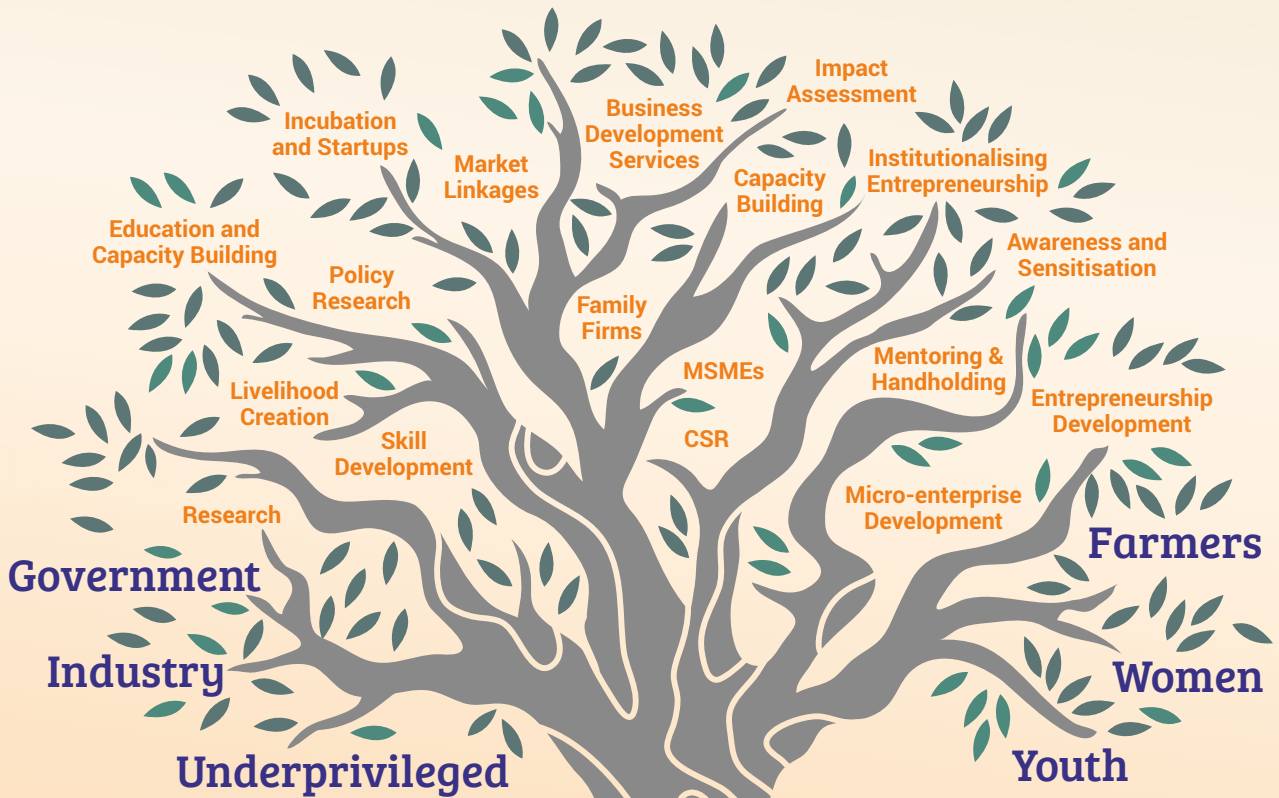 Impact
Assessment
Business
Development
Services
Incubation
and Startups
Market
Linkages
Institutionalising
Entrepreneurship
Capacity
Building
Education and
Capacity Building
Awareness and
Sensitisation
Policy
Research
Family
Firms
MSMEs
Mentoring &
Handholding
Livelihood
Creation
Entrepreneurship
Development
Skill
Development
CSR
Micro-enterprise
Development
Research
Farmers
Government
Industry
Women
Underprivileged
Youth